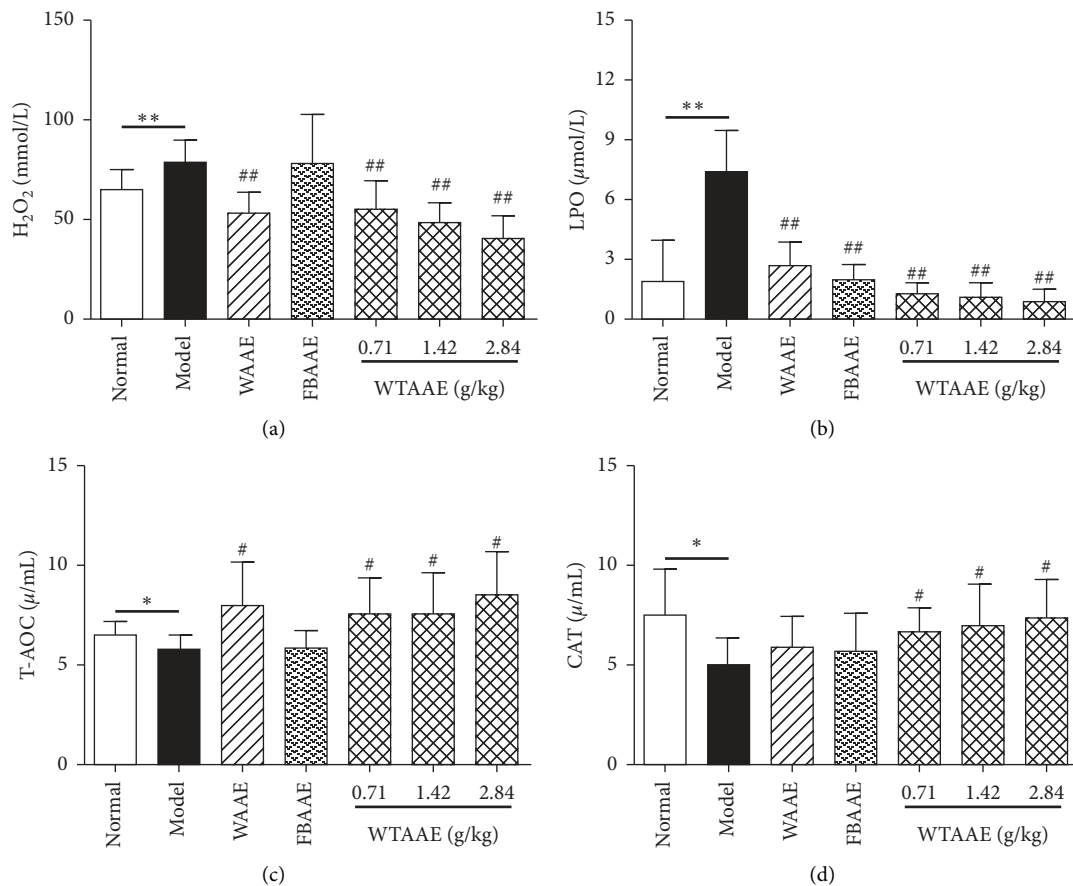 150
100
50
0
H₂O₂ (mmol/L)
**
##
##
##
##
Normal
Model
WAAE
FBAAE
0.71 1.42 2.84
WTAAE (g/kg)
(a)
15
12
9
6
3
0
LPO (μmol/L)
**
##
##
##
##
##
Normal
Model
WAAE
FBAAE
0.71 1.42 2.84
WTAAE (g/kg)
(b)
15
10
5
0
T-AOC (μ/mL)
*
#
#
#
#
Normal
Model
WAAE
FBAAE
0.71 1.42 2.84
WTAAE (g/kg)
(c)
15
10
5
0
CAT (μ/mL)
*
#
#
#
Normal
Model
WAAE
FBAAE
0.71 1.42 2.84
WTAAE (g/kg)
(d)